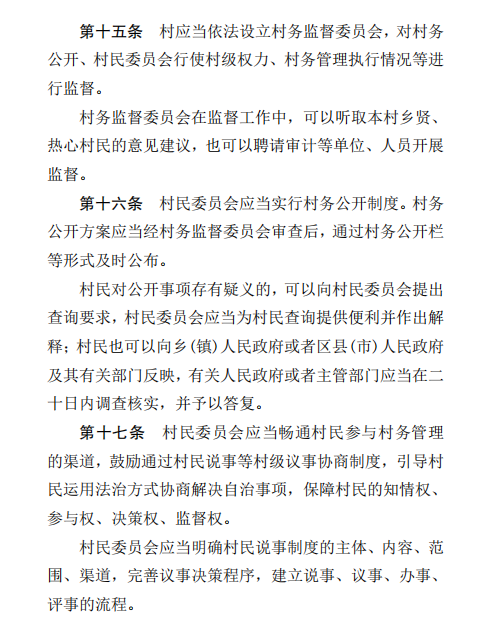 第十五条　村应当依法设立村务监督委员会，对村务
公开、村民委员会行使村级权力、村务管理执行情况等进
行监督。
村务监督委员会在监督工作中，可以听取本村乡贤、
热心村民的意见建议，也可以聘请审计等单位、人员开展
监督。
第十六条　村民委员会应当实行村务公开制度。村务
公开方案应当经村务监督委员会审查后，通过村务公开栏
等形式及时公布。
村民对公开事项存有疑义的，可以向村民委员会提出
查询要求，村民委员会应当为村民查询提供便利并作出解
释；村民也可以向乡(镇)人民政府或者区县(市)人民政府
及其有关部门反映，有关人民政府或者主管部门应当在二
十日内调查核实，并予以答复。
第十七条　村民委员会应当畅通村民参与村务管理
的渠道，鼓励通过村民说事等村级议事协商制度，引导村
民运用法治方式协商解决自治事项，保障村民的知情权、
参与权、决策权、监督权。
村民委员会应当明确村民说事制度的主体、内容、范
围、渠道，完善议事决策程序，建立说事、议事、办事、
评事的流程。